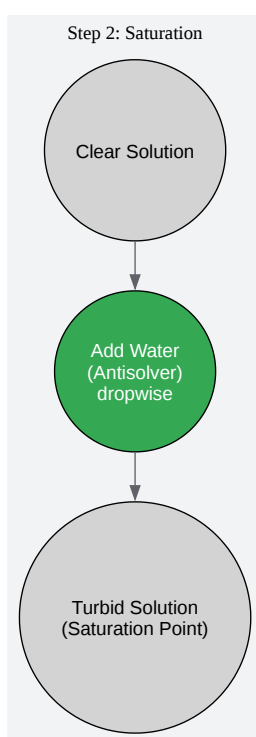 Step 2: Saturation
Clear Solution
Add Water
(Antisolver)
dropwise
Turbid Solution
(Saturation Point)